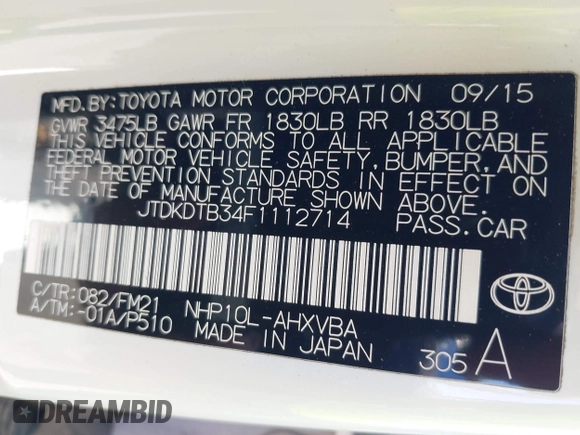 MFD. BY: TOYOTA MOTOR CORPORATION 09/15
GVWR 3475LB GAWR FR 1830LB RR 1830LB
THIS VEHICLE CONFORMS TO ALL APPLICABLE
FEDERAL MOTOR VEHICLE SAFETY, BUMPER, AND
THEFT PREVENTION STANDARDS IN EFFECT ON
THE DATE OF MANUFACTURE SHOWN ABOVE.
JTDKDTB34F1112714 PASS.CAR
C/TR: 082/FM21 NHP10L-AHXVBA
A/TM: -01A/P510 MADE IN JAPAN 305 A
TOYOTA
DREAMBID